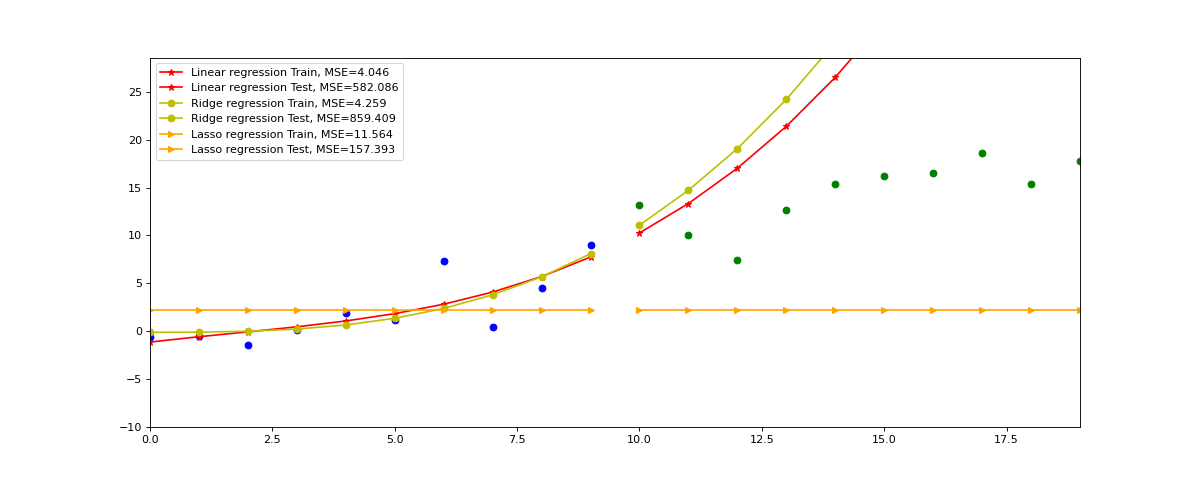 Linear regression Train, MSE=4.046
Linear regression Test, MSE=582.086
Ridge regression Train, MSE=4.259
Ridge regression Test, MSE=859.409
Lasso regression Train, MSE=11.564
Lasso regression Test, MSE=157.393
25
20
15
10
5
0
−5
−10
0.0 2.5 5.0 7.5 10.0 12.5 15.0 17.5